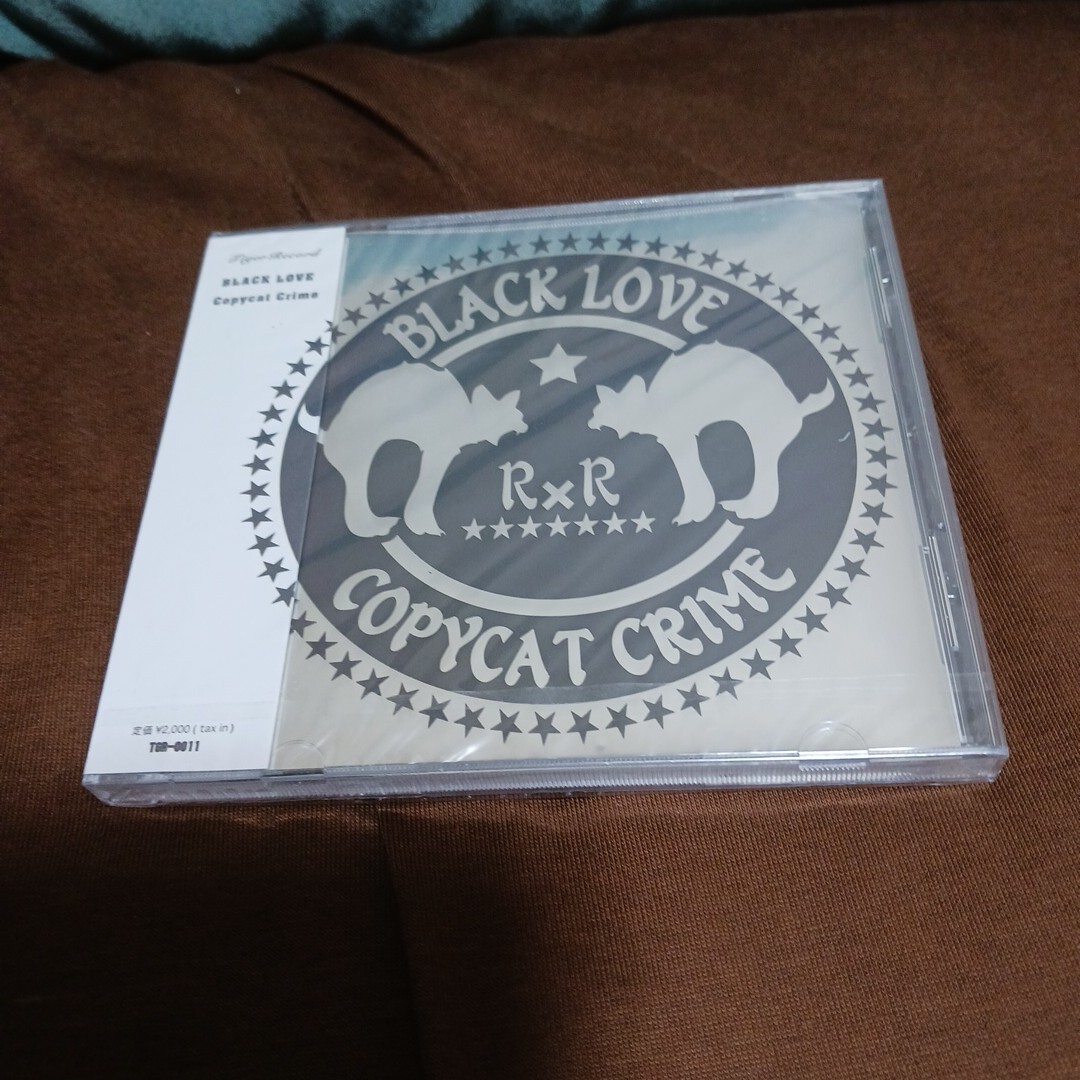 Tiger Record
BLACK LOVE
Copycat Crime
BLACK LOVE
R×R
COPYCAT CRIME
定価 ¥2,000 ( tax in )
TGR-0011